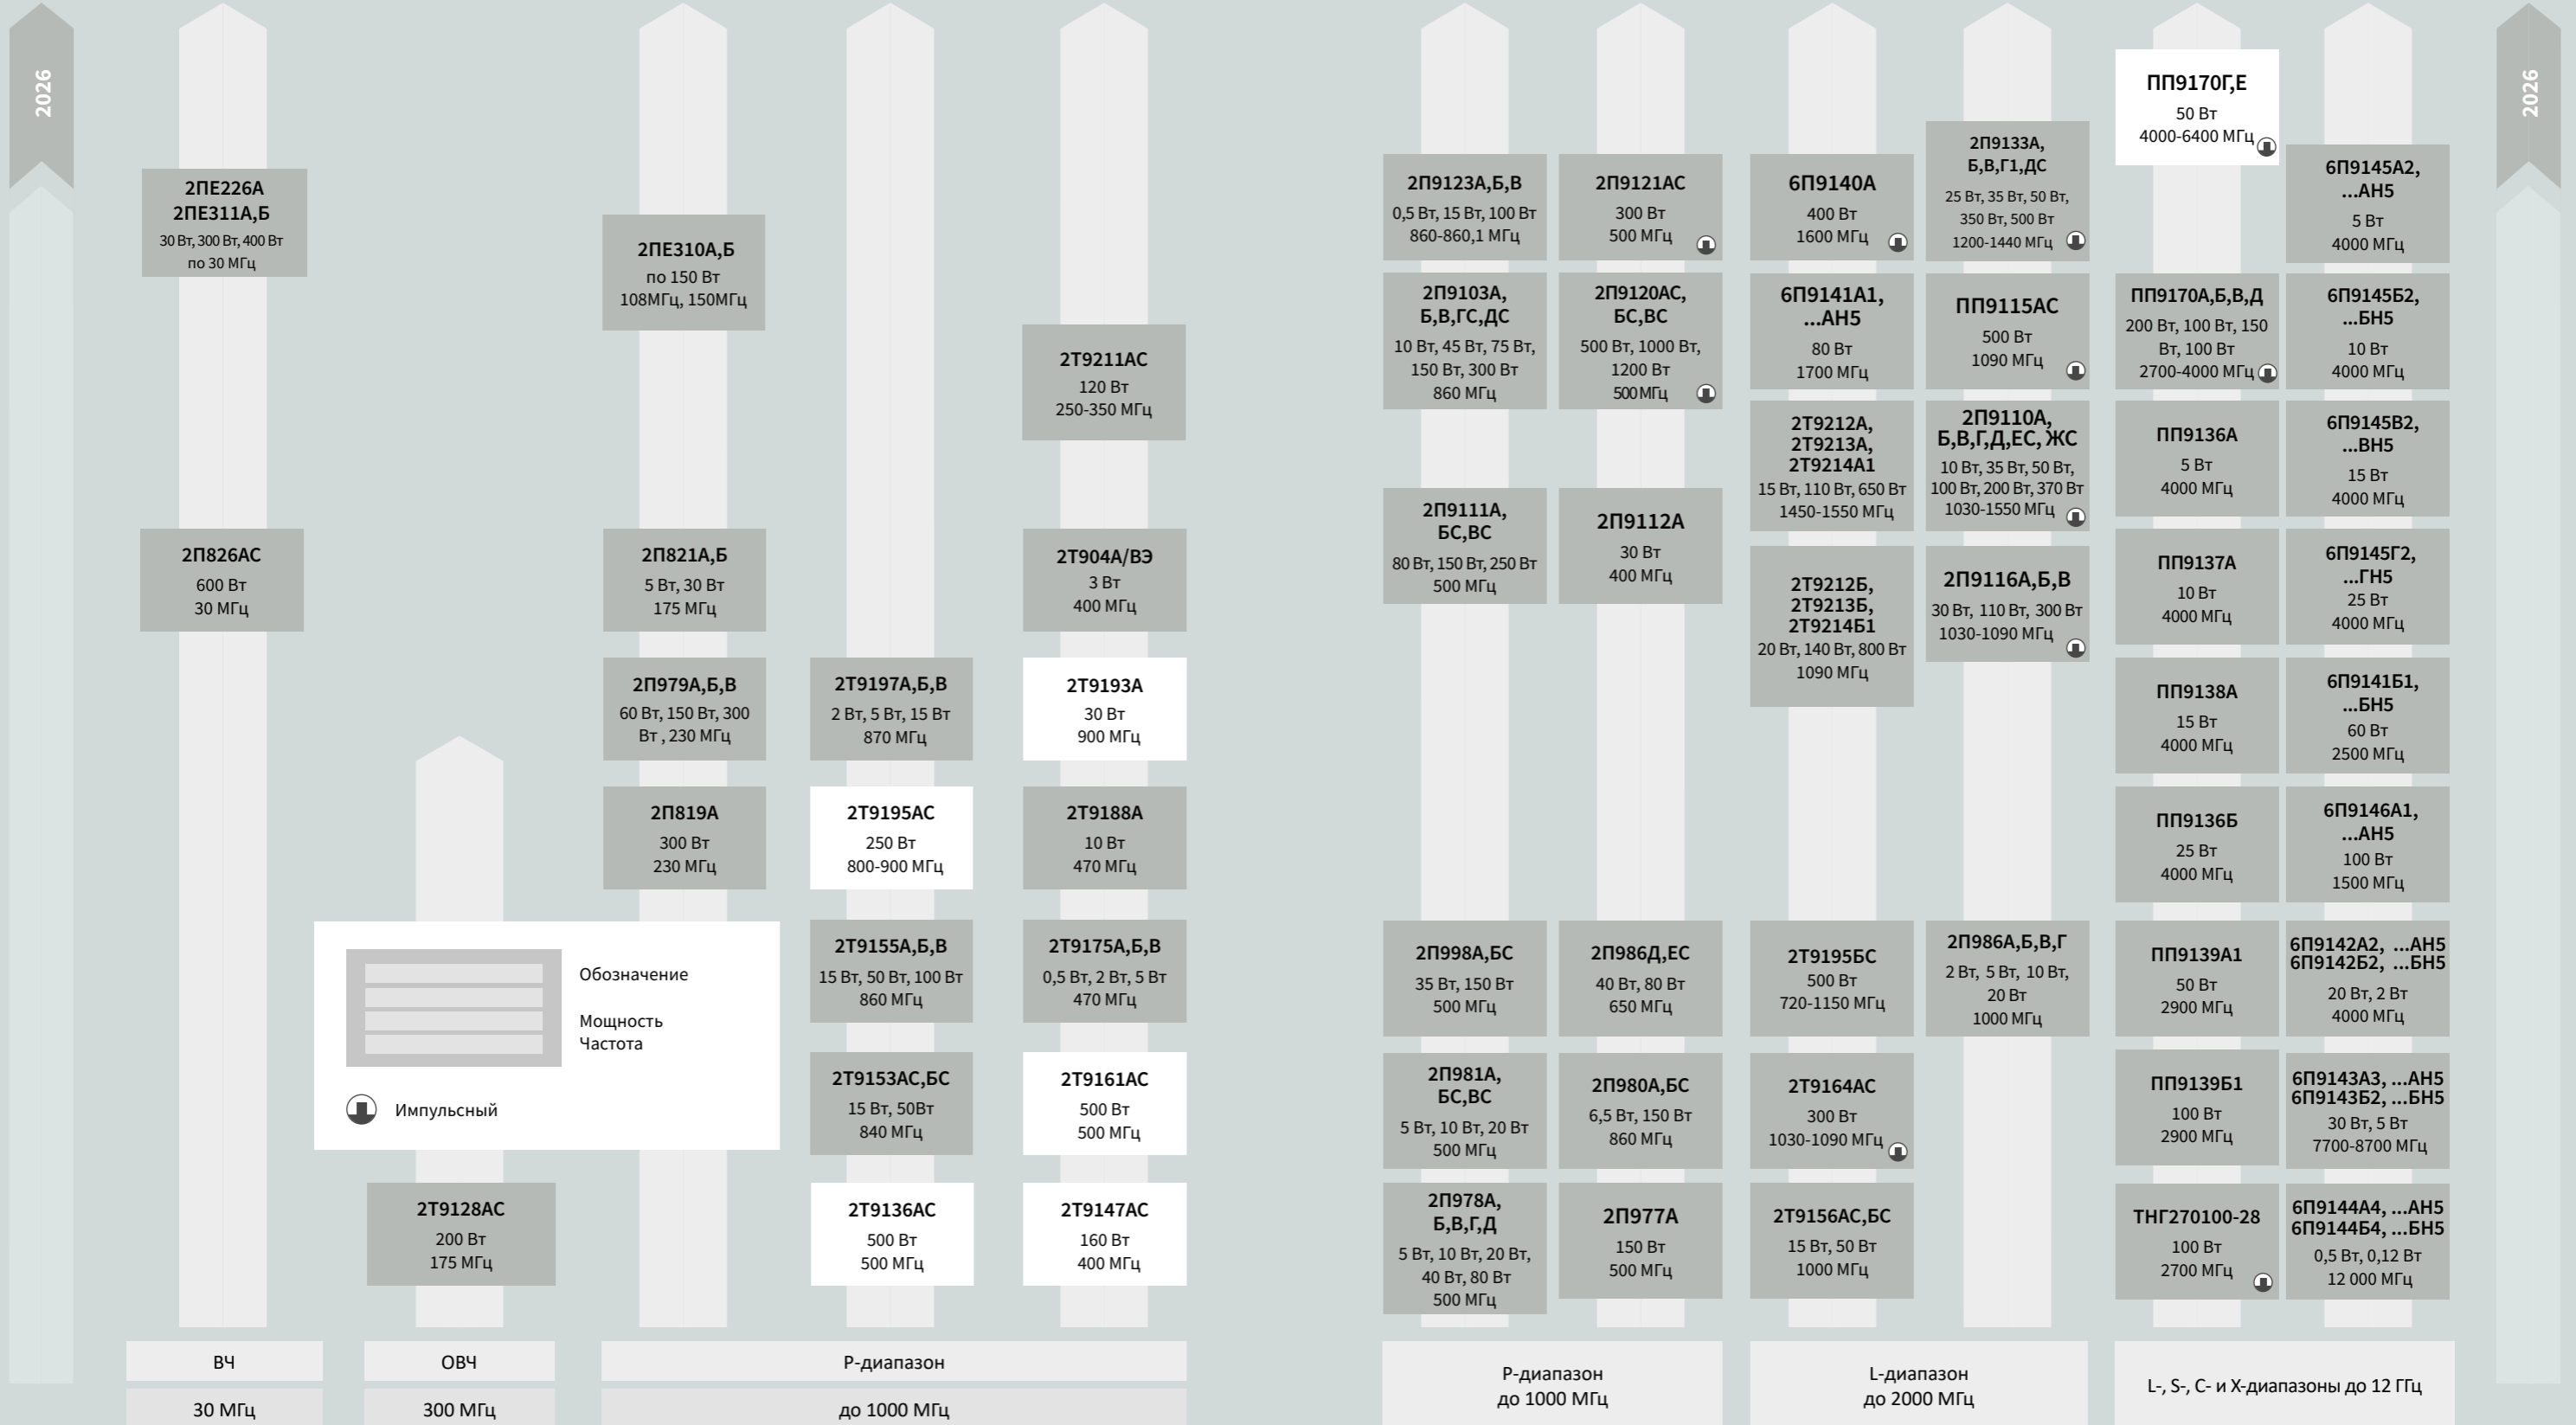 2026
2ПЕ226А
2ПЕ311А,Б
30 Вт, 300 Вт, 400 Вт
по 30 МГц
2П826АС
600 Вт
30 МГц
ВЧ
30 МГц
2Т9128АС
200 Вт
175 МГц
ОВЧ
300 МГц
Обозначение
Мощность
Частота
Импульсный
2ПЕ310А,Б
по 150 Вт
108МГц, 150МГц
2П821А,Б
5 Вт, 30 Вт
175 МГц
2П979А,Б,В
60 Вт, 150 Вт, 300
Вт , 230 МГц
2П819А
300 Вт
230 МГц
2Т9197А,Б,В
2 Вт, 5 Вт, 15 Вт
870 МГц
2Т9195АС
250 Вт
800-900 МГц
2Т9155А,Б,В
15 Вт, 50 Вт, 100 Вт
860 МГц
2Т9153АС,БС
15 Вт, 50Вт
840 МГц
2Т9136АС
500 Вт
500 МГц
2Т9211АС
120 Вт
250-350 МГц
2Т904А/ВЭ
3 Вт
400 МГц
2Т9193А
30 Вт
900 МГц
2Т9188А
10 Вт
470 МГц
2Т9175А,Б,В
0,5 Вт, 2 Вт, 5 Вт
470 МГц
2Т9161АС
500 Вт
500 МГц
2Т9147АС
160 Вт
400 МГц
Р-диапазон
до 1000 МГц
2П9123А,Б,В
0,5 Вт, 15 Вт, 100 Вт
860-860,1 МГц
2П9103А,
Б,В,ГС,ДС
10 Вт, 45 Вт, 75 Вт,
150 Вт, 300 Вт
860 МГц
2П9111А,
БС,ВС
80 Вт, 150 Вт, 250 Вт
500 МГц
2П998А,БС
35 Вт, 150 Вт
500 МГц
2П981А,
БС,ВС
5 Вт, 10 Вт, 20 Вт
500 МГц
2П978А,
Б,В,Г,Д
5 Вт, 10 Вт, 20 Вт,
40 Вт, 80 Вт
500 МГц
2П9121АС
300 Вт
500 МГц
2П9120АС,
БС,ВС
500 Вт, 1000 Вт,
1200 Вт
500МГц
2П9112А
30 Вт
400 МГц
2П986Д,ЕС
40 Вт, 80 Вт
650 МГц
2П980А,БС
6,5 Вт, 150 Вт
860 МГц
2П977А
150 Вт
500 МГц
Р-диапазон
до 1000 МГц
6П9140А
400 Вт
1600 МГц
6П9141А1,
...АН5
80 Вт
1700 МГц
2Т9212А,
2Т9213А,
2Т9214А1
15 Вт, 110 Вт, 650 Вт
1450-1550 МГц
2Т9212Б,
2Т9213Б,
2Т9214Б1
20 Вт, 140 Вт, 800 Вт
1090 МГц
2Т9195БС
500 Вт
720-1150 МГц
2Т9164АС
300 Вт
1030-1090 МГц
2Т9156АС,БС
15 Вт, 50 Вт
1000 МГц
2П9133А,
Б,В,Г1,ДС
25 Вт, 35 Вт, 50 Вт,
350 Вт, 500 Вт
1200-1440 МГц
ПП9115АС
500 Вт
1090 МГц
2П9110А,
Б,В,Г,Д,ЕС, ЖС
10 Вт, 35 Вт, 50 Вт,
100 Вт, 200 Вт, 370 Вт
1030-1550 МГц
2П9116А,Б,В
30 Вт, 110 Вт, 300 Вт
1030-1090 МГц
2П986А,Б,В,Г
2 Вт, 5 Вт, 10 Вт,
20 Вт
1000 МГц
L-диапазон
до 2000 МГц
ПП9170Г,Е
50 Вт
4000-6400 МГц
ПП9170А,Б,В,Д
200 Вт, 100 Вт, 150
Вт, 100 Вт
2700-4000 МГц
ПП9136А
5 Вт
4000 МГц
ПП9137А
10 Вт
4000 МГц
ПП9138А
15 Вт
4000 МГц
ПП9136Б
25 Вт
4000 МГц
ПП9139А1
50 Вт
2900 МГц
ПП9139Б1
100 Вт
2900 МГц
ТНГ270100-28
100 Вт
2700 МГц
6П9145А2,
...АН5
5 Вт
4000 МГц
6П9145Б2,
...БН5
10 Вт
4000 МГц
6П9145В2,
...ВН5
15 Вт
4000 МГц
6П9145Г2,
...ГН5
25 Вт
4000 МГц
6П9141Б1,
...БН5
60 Вт
2500 МГц
6П9146А1,
...АН5
100 Вт
1500 МГц
6П9142А2, ...АН5
6П9142Б2, ...БН5
20 Вт, 2 Вт
4000 МГц
6П9143А3, ...АН5
6П9143Б2, ...БН5
30 Вт, 5 Вт
7700-8700 МГц
6П9144А4, ...АН5
6П9144Б4, ...БН5
0,5 Вт, 0,12 Вт
12 000 МГц
L-, S-, C- и X-диапазоны до 12 ГГц
2026